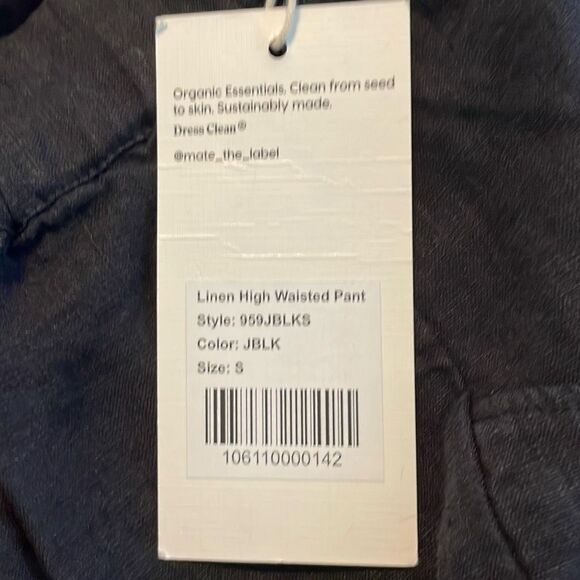 Organic Essentials, Clean from seed
to skin, Sustainably made.
Dress Clean®
@mate_the_label
Linen High Waisted Pant
Style: 959JBLKS
Color: JBLK
Size: S
106110000142